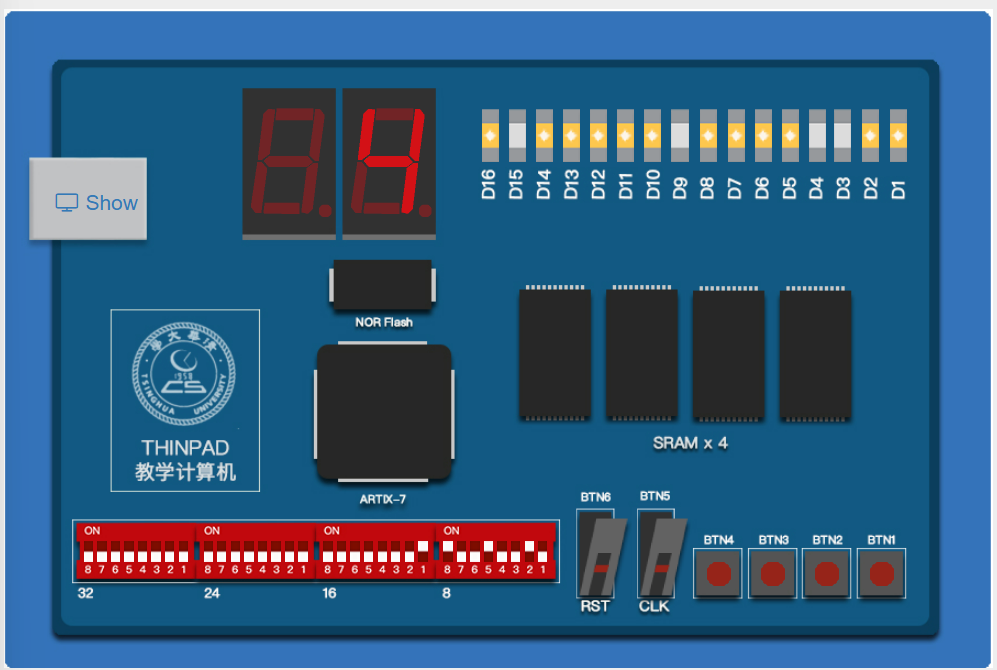 4
D16 D15 D14 D13 D12 D11 D10 D9 D8 D7 D6 D5 D4 D3 D2 D1
Show
NOR Flash
TSINGHUA UNIVERSITY
1958
CS
THINPAD
教学计算机
ARTIX-7
SRAM x 4
ON ON ON ON
8 7 6 5 4 3 2 1 8 7 6 5 4 3 2 1 8 7 6 5 4 3 2 1 8 7 6 5 4 3 2 1
32 24 16 8
BTN6 BTN5
BTN4 BTN3 BTN2 BTN1
RST CLK